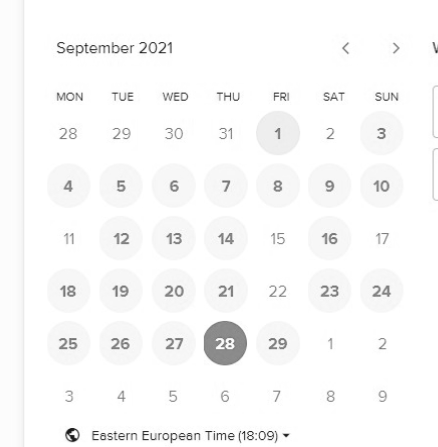 September 2021
MON TUE WED THU FRI SAT SUN
28 29 30 31 1 2 3
4 5 6 7 8 9 10
11 12 13 14 15 16 17
18 19 20 21 22 23 24
25 26 27 28 29 1 2
3 4 5 6 7 8 9
Eastern European Time (18:09)